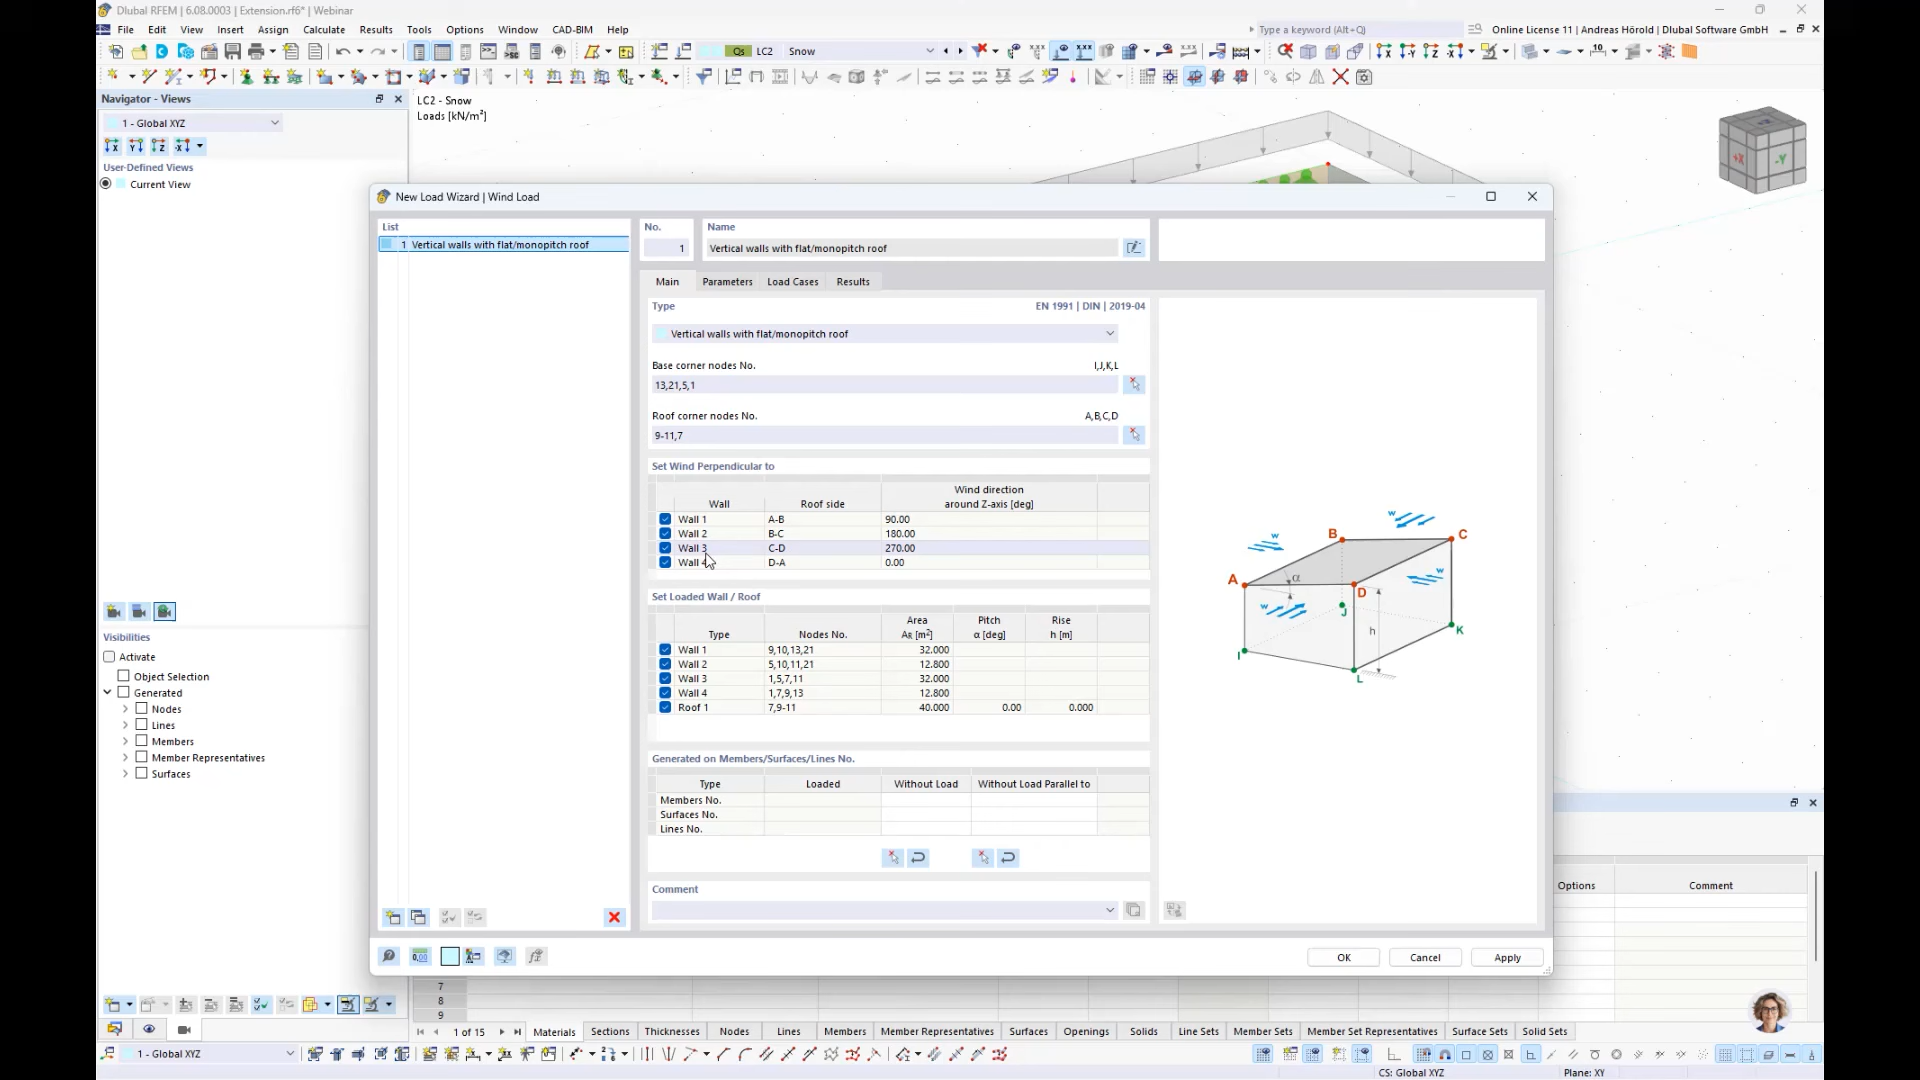 Dlubal RFEM | 6.08.0003 | Extension.rf6* | Webinar
File Edit View Insert Assign Calculate Results Tools Options Window CAD-BIM Help
Type a keyword (Alt+Q)
Online License 11 | Andreas Hörold | Dlubal Software GmbH
Qs LC2 Snow
Navigator - Views
1 - Global XYZ
User-Defined Views
Current View
LC2 - Snow
Loads [kN/m²]
+X -Y
New Load Wizard | Wind Load
List
1 Vertical walls with flat/monopitch roof
No.
1
Name
Vertical walls with flat/monopitch roof
Main Parameters Load Cases Results
Type
EN 1991 | DIN | 2019-04
Vertical walls with flat/monopitch roof
Base corner nodes No.
I,J,K,L
13,21,5,1
Roof corner nodes No.
A,B,C,D
9-11,7
Set Wind Perpendicular to
Wall Roof side Wind direction around Z-axis [deg]
Wall 1 A-B 90.00
Wall 2 B-C 180.00
Wall 3 C-D 270.00
Wall 4 D-A 0.00
Set Loaded Wall / Roof
Type Nodes No. Area AR [m²] Pitch α [deg] Rise h [m]
Wall 1 9,10,13,21 32.000
Wall 2 5,10,11,21 12.800
Wall 3 1,5,7,11 32.000
Wall 4 1,7,9,13 12.800
Roof 1 7,9-11 40.000 0.00 0.000
Generated on Members/Surfaces/Lines No.
Type Loaded Without Load Without Load Parallel to
Members No.
Surfaces No.
Lines No.
Comment
w
w
B C
A α w
D
w J
h K
I
L
OK Cancel Apply
Visibilities
Activate
Object Selection
Generated
Nodes
Lines
Members
Member Representatives
Surfaces
Options Comment
7
8
9
1 of 15 Materials Sections Thicknesses Nodes Lines Members Member Representatives Surfaces Openings Solids Line Sets Member Sets Member Set Representatives Surface Sets Solid Sets
1 - Global XYZ
CS: Global XYZ Plane: XY